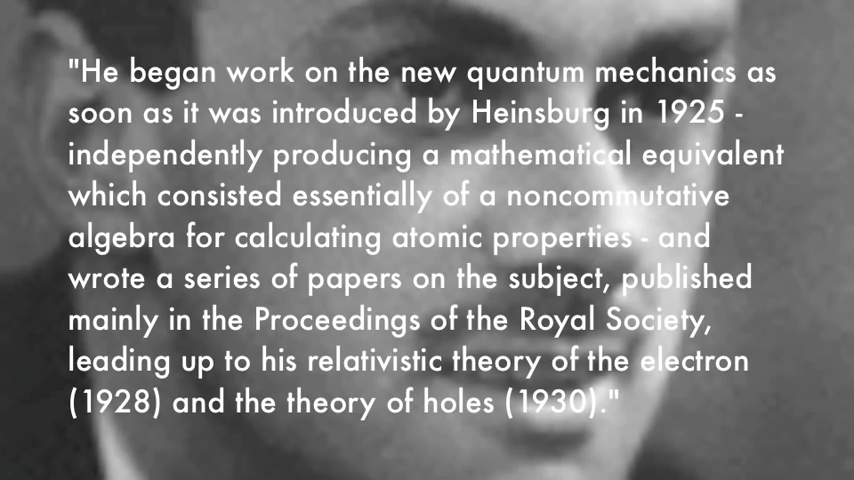 "He began work on the new quantum mechanics as
soon as it was introduced by Heinsburg in 1925 -
independently producing a mathematical equivalent
which consisted essentially of a noncommutative
algebra for calculating atomic properties - and
wrote a series of papers on the subject, published
mainly in the Proceedings of the Royal Society,
leading up to his relativistic theory of the electron
(1928) and the theory of holes (1930)."